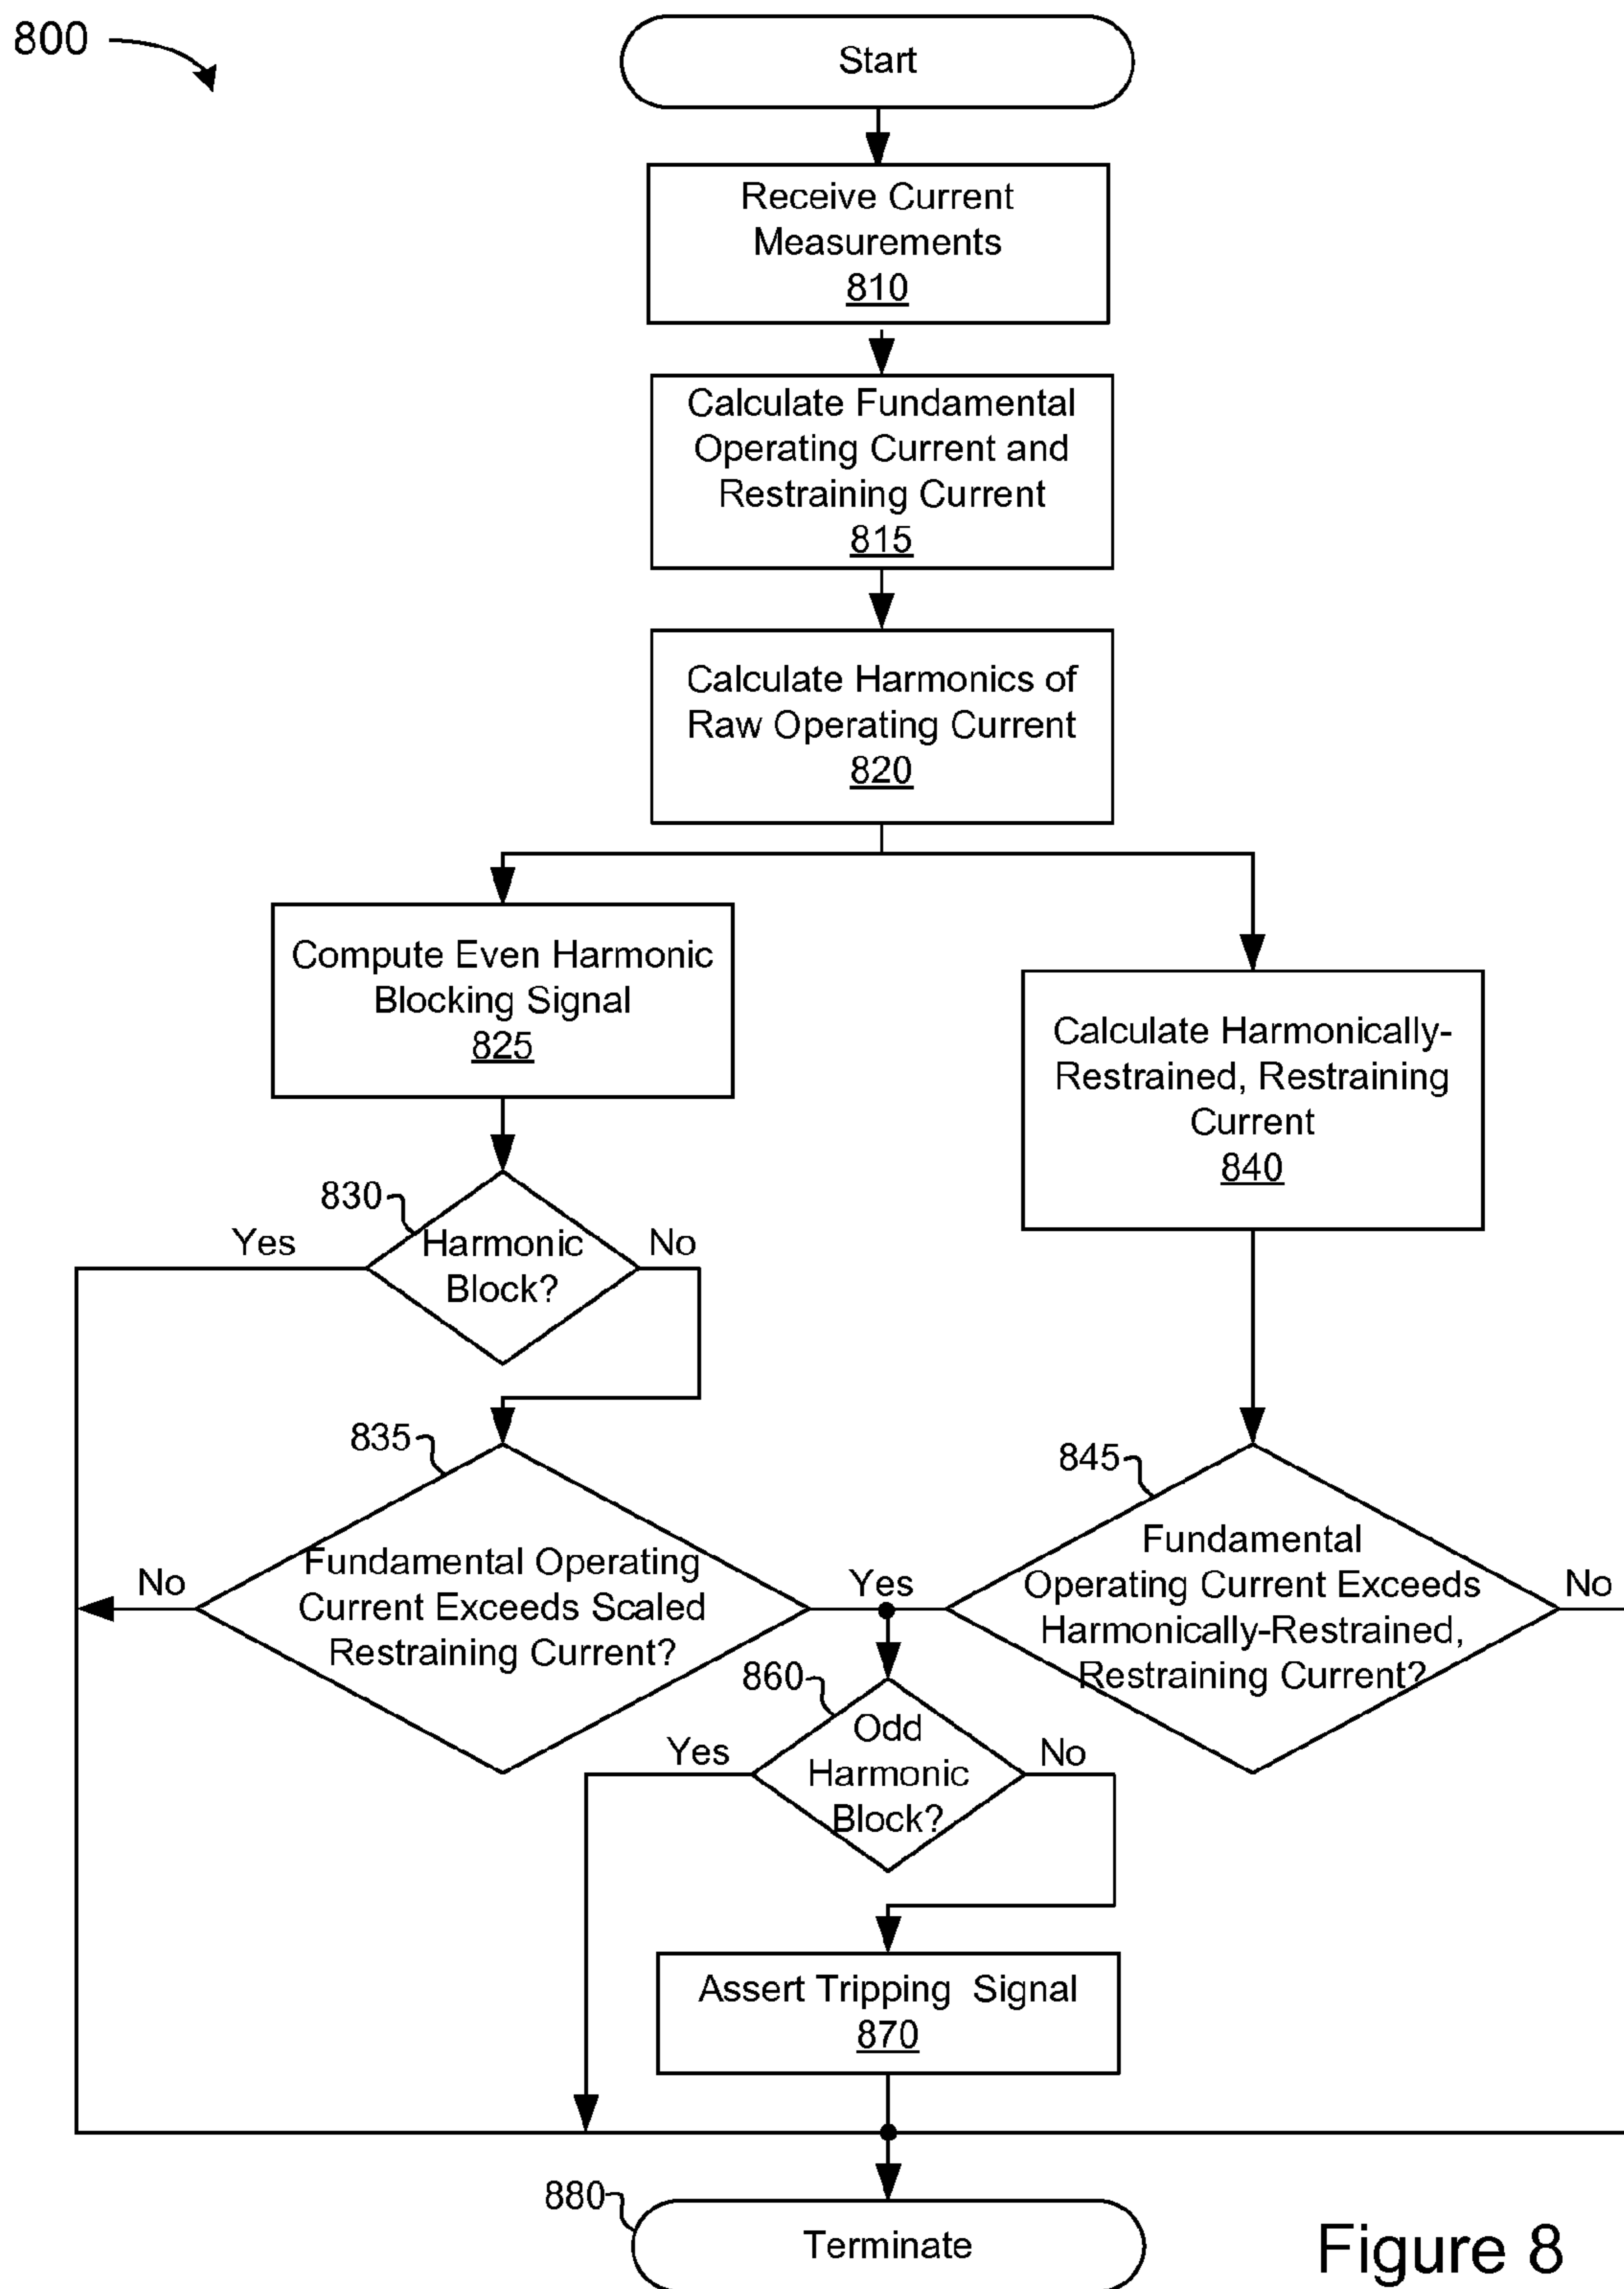 800
Start
Receive Current
Measurements
810
Calculate Fundamental
Operating Current and
Restraining Current
815
Calculate Harmonics of
Raw Operating Current
820
Compute Even Harmonic
Blocking Signal
825
Calculate Harmonically-
Restrained, Restraining
Current
840
830
Yes
Harmonic
Block?
No
835
No
Fundamental Operating
Current Exceeds Scaled
Restraining Current?
Yes
845
Fundamental
Operating Current Exceeds
Harmonically-Restrained,
Restraining Current?
No
860
Yes
Odd
Harmonic
Block?
No
Assert Tripping Signal
870
880
Terminate
Figure 8